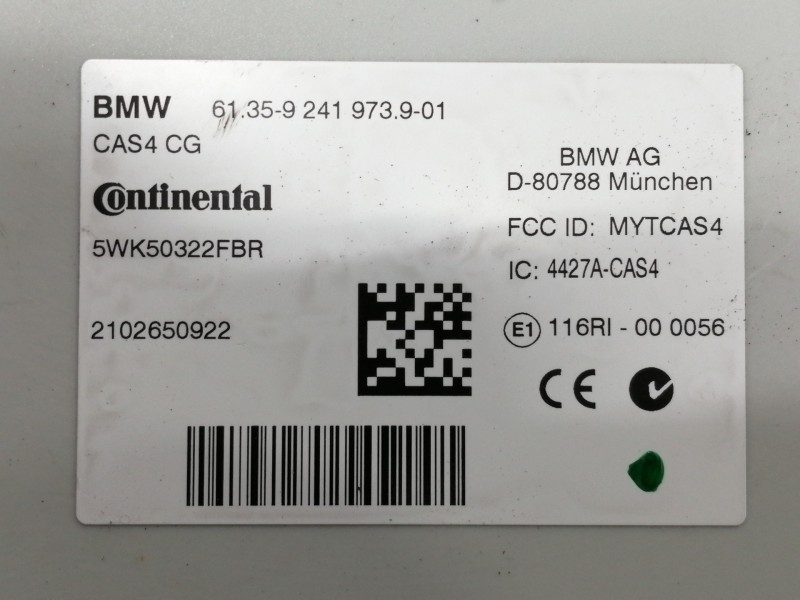 BMW 61.35-9 241 973.9-01
CAS4 CG
Continental
5WK50322FBR
2102650922
BMW AG
D-80788 München
FCC ID: MYTCAS4
IC: 4427A-CAS4
E1 116RI - 00 0056
CE